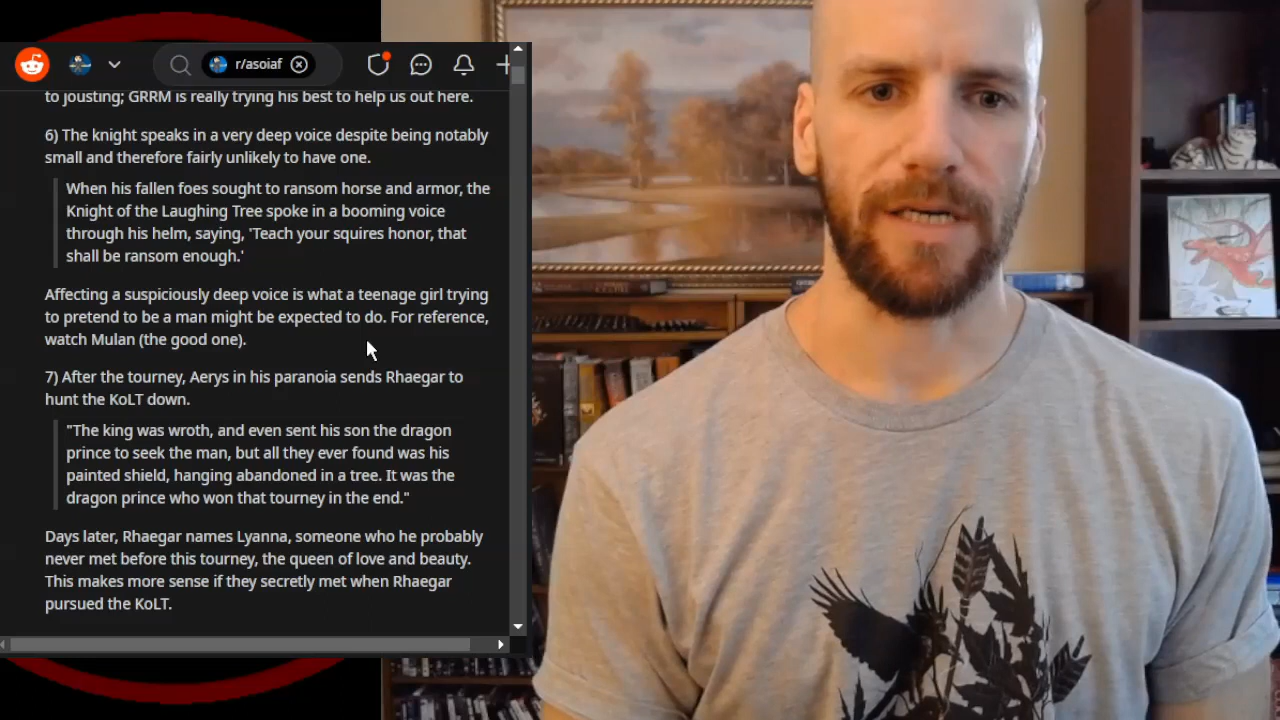 r/asoiaf
to jousting; GRRM is really trying his best to help us out here.
6) The knight speaks in a very deep voice despite being notably
small and therefore fairly unlikely to have one.
When his fallen foes sought to ransom horse and armor, the
Knight of the Laughing Tree spoke in a booming voice
through his helm, saying, 'Teach your squires honor, that
shall be ransom enough.'
Affecting a suspiciously deep voice is what a teenage girl trying
to pretend to be a man might be expected to do. For reference,
watch Mulan (the good one).
7) After the tourney, Aerys in his paranoia sends Rhaegar to
hunt the KoLT down.
"The king was wroth, and even sent his son the dragon
prince to seek the man, but all they ever found was his
painted shield, hanging abandoned in a tree. It was the
dragon prince who won that tourney in the end."
Days later, Rhaegar names Lyanna, someone who he probably
never met before this tourney, the queen of love and beauty.
This makes more sense if they secretly met when Rhaegar
pursued the KoLT.